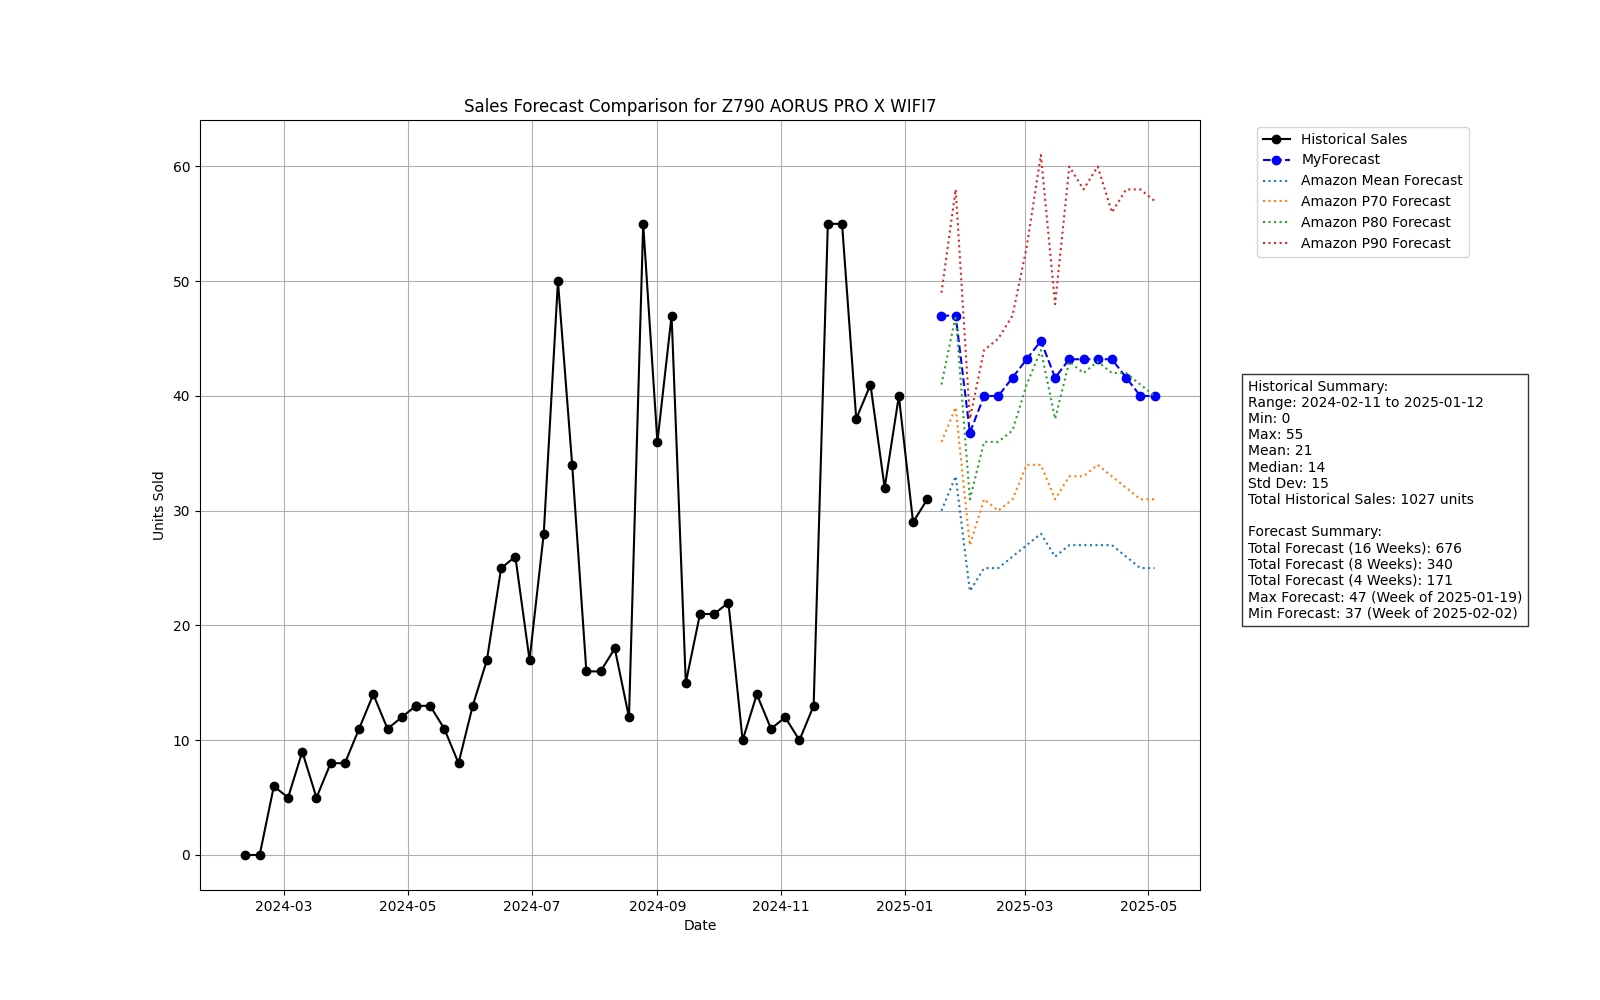 Sales Forecast Comparison for Z790 AORUS PRO X WIFI7
Historical Sales
MyForecast
Amazon Mean Forecast
Amazon P70 Forecast
Amazon P80 Forecast
Amazon P90 Forecast
60
50
40
30
20
10
0
Units Sold
Historical Summary:
Range: 2024-02-11 to 2025-01-12
Min: 0
Max: 55
Mean: 21
Median: 14
Std Dev: 15
Total Historical Sales: 1027 units
Forecast Summary:
Total Forecast (16 Weeks): 676
Total Forecast (8 Weeks): 340
Total Forecast (4 Weeks): 171
Max Forecast: 47 (Week of 2025-01-19)
Min Forecast: 37 (Week of 2025-02-02)
2024-03 2024-05 2024-07 2024-09 2024-11 2025-01 2025-03 2025-05
Date